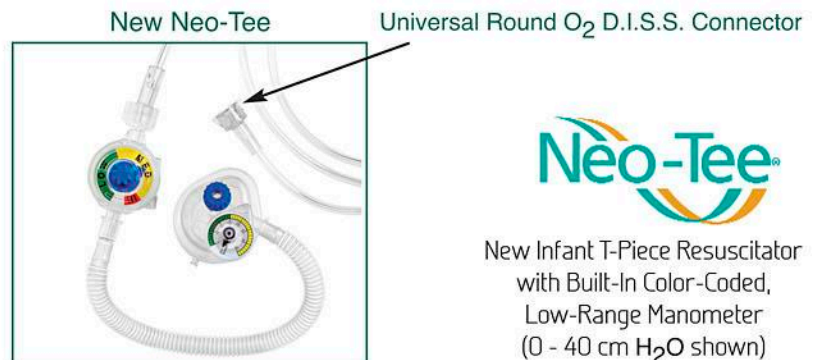 New Neo-Tee
Universal Round O₂ D.I.S.S. Connector
Neo-Tee®
New Infant T-Piece Resuscitator
with Built-In Color-Coded,
Low-Range Manometer
(0 - 40 cm H₂O shown)